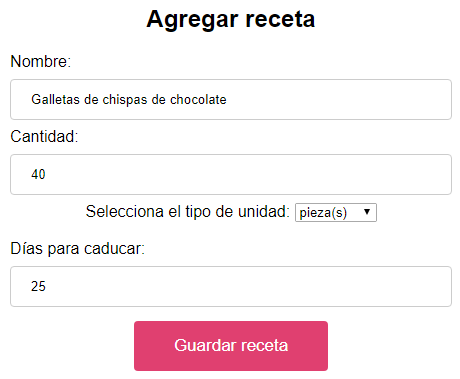 Agregar receta
Nombre:
Galletas de chispas de chocolate
Cantidad:
40
Selecciona el tipo de unidad: pieza(s)
Días para caducar:
25
Guardar receta